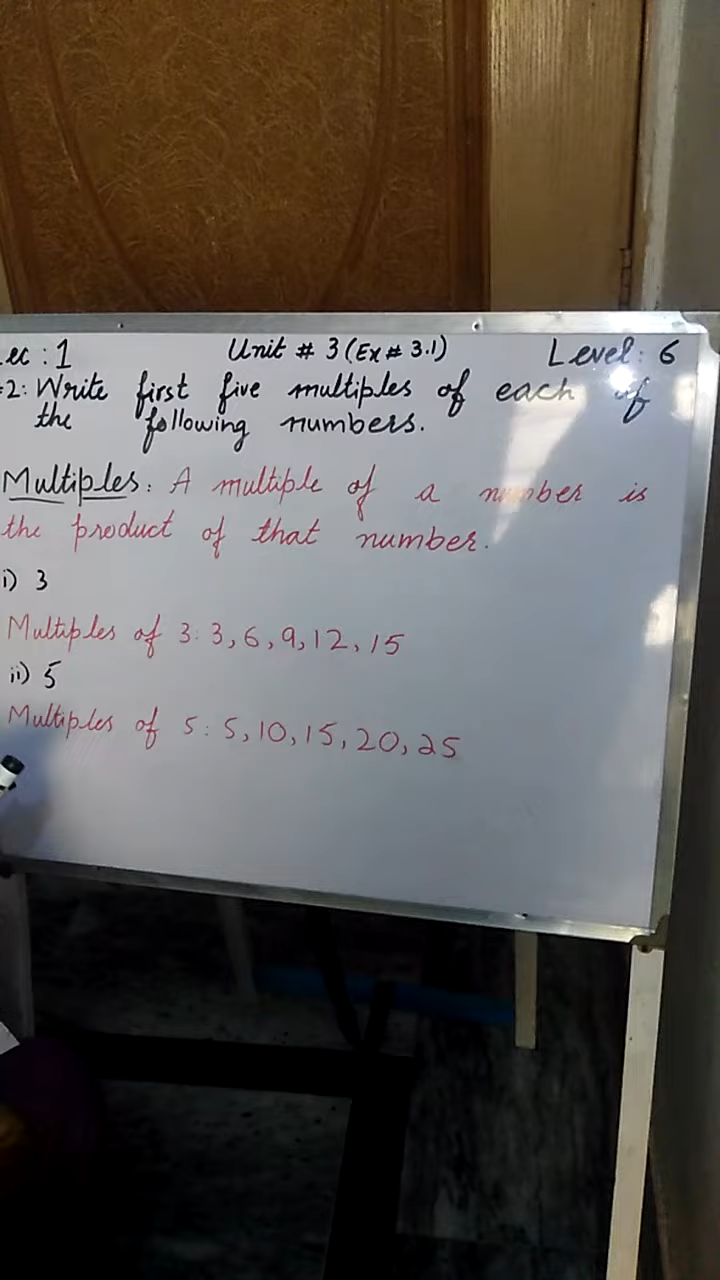 ec : 1 Unit # 3 (Ex # 3.1) Level: 6
2: Write first five multiples of each of
the following numbers.
Multiples: A multiple of a number is
the product of that number.
i) 3
Multiples of 3: 3, 6, 9, 12, 15
ii) 5
Multiples of 5: 5, 10, 15, 20, 25